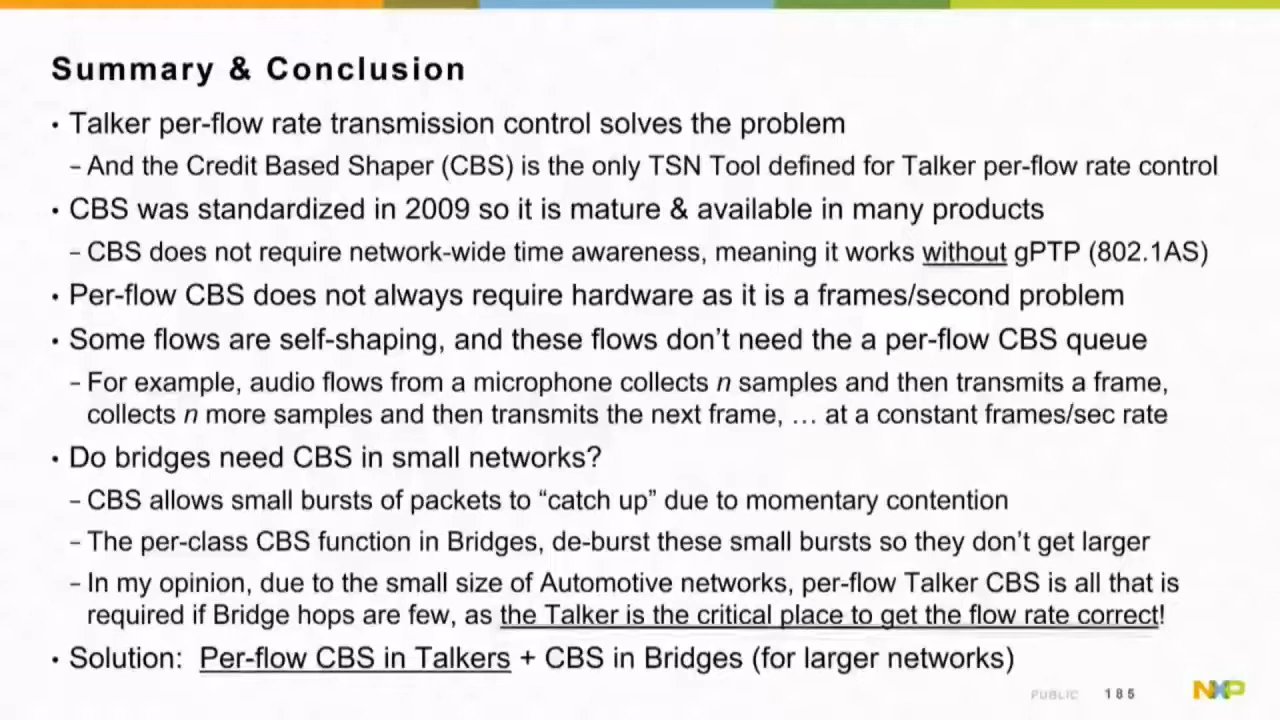 Summary & Conclusion
• Talker per-flow rate transmission control solves the problem
– And the Credit Based Shaper (CBS) is the only TSN Tool defined for Talker per-flow rate control
• CBS was standardized in 2009 so it is mature & available in many products
– CBS does not require network-wide time awareness, meaning it works without gPTP (802.1AS)
• Per-flow CBS does not always require hardware as it is a frames/second problem
• Some flows are self-shaping, and these flows don't need the a per-flow CBS queue
– For example, audio flows from a microphone collects n samples and then transmits a frame,
collects n more samples and then transmits the next frame, … at a constant frames/sec rate
• Do bridges need CBS in small networks?
– CBS allows small bursts of packets to “catch up” due to momentary contention
– The per-class CBS function in Bridges, de-burst these small bursts so they don't get larger
– In my opinion, due to the small size of Automotive networks, per-flow Talker CBS is all that is
required if Bridge hops are few, as the Talker is the critical place to get the flow rate correct!
• Solution: Per-flow CBS in Talkers + CBS in Bridges (for larger networks)
PUBLIC 185 NXP